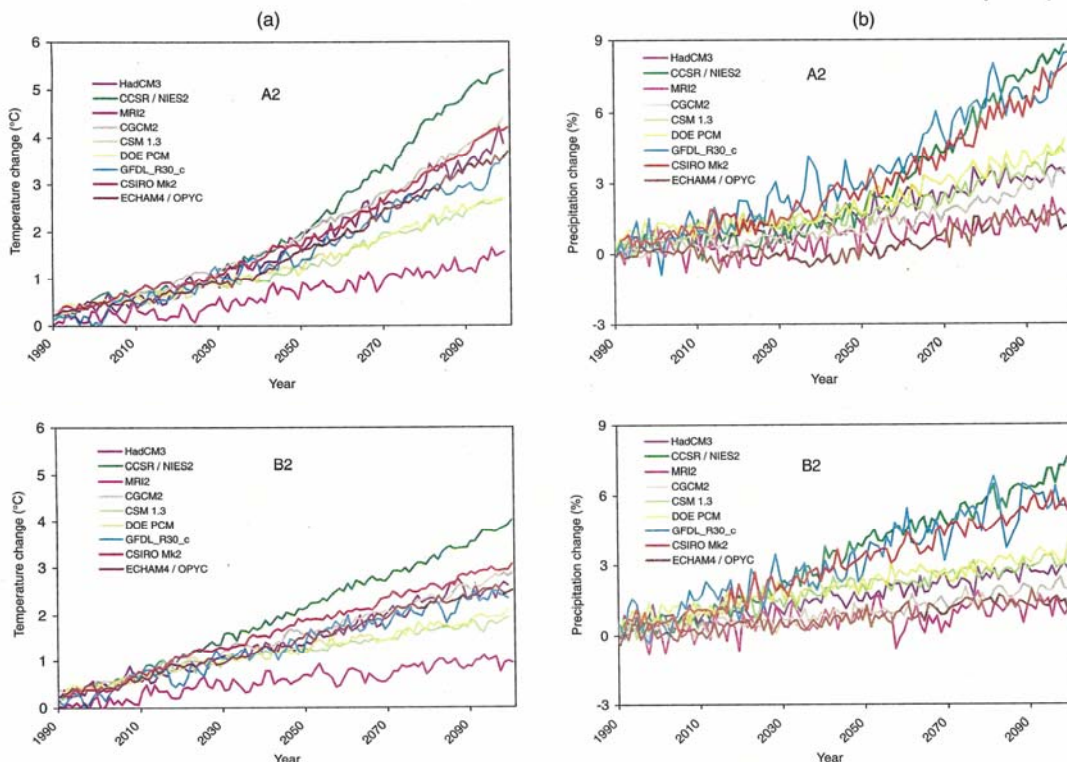 (a)
6
5
4
3
2
1
0
Temperature change (°C)
HadCM3
CCSR / NIES2
MRI2
CGCM2
CSM 1.3
DOE PCM
GFDL_R30_c
CSIRO Mk2
ECHAM4 / OPYC
A2
1990
2010
2030
2050
2070
2090
Year
(b)
9
6
3
0
-3
Precipitation change (%)
HadCM3
CCSR / NIES2
MRI2
CGCM2
CSM 1.3
DOE PCM
GFDL_R30_c
CSIRO Mk2
ECHAM4 / OPYC
A2
1990
2010
2030
2050
2070
2090
Year
6
5
4
3
2
1
0
Temperature change (°C)
HadCM3
CCSR / NIES2
MRI2
CGCM2
CSM 1.3
DOE PCM
GFDL_R30_c
CSIRO Mk2
ECHAM4 / OPYC
B2
1990
2010
2030
2050
2070
2090
Year
9
6
3
0
-3
Precipitation change (%)
HadCM3
CCSR / NIES2
MRI2
CGCM2
CSM 1.3
DOE PCM
GFDL_R30_c
CSIRO Mk2
ECHAM4 / OPYC
B2
1990
2010
2030
2050
2070
2090
Year